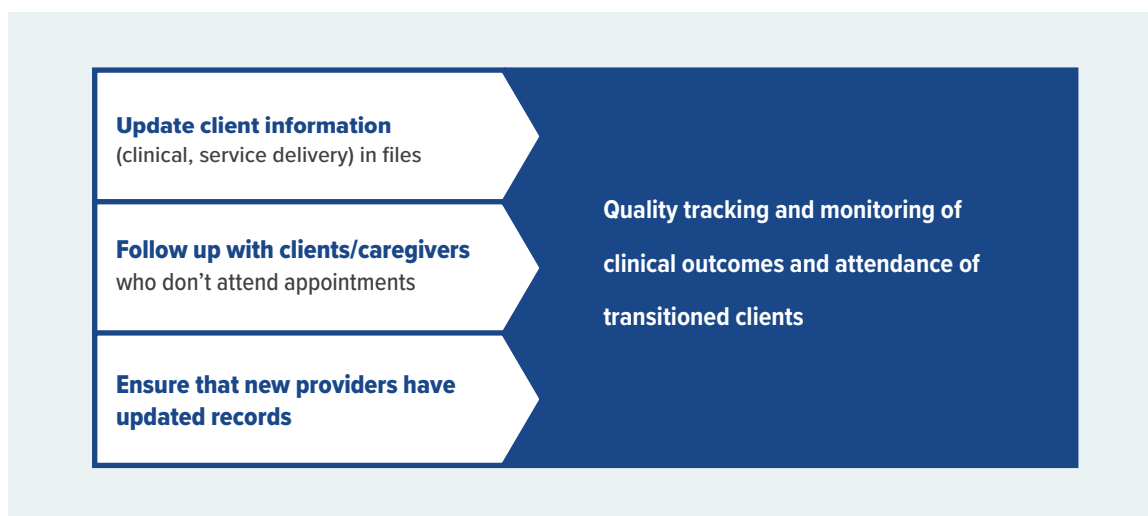 Update client information
(clinical, service delivery) in files
Follow up with clients/caregivers
who don’t attend appointments
Ensure that new providers have
updated records
Quality tracking and monitoring of
clinical outcomes and attendance of
transitioned clients